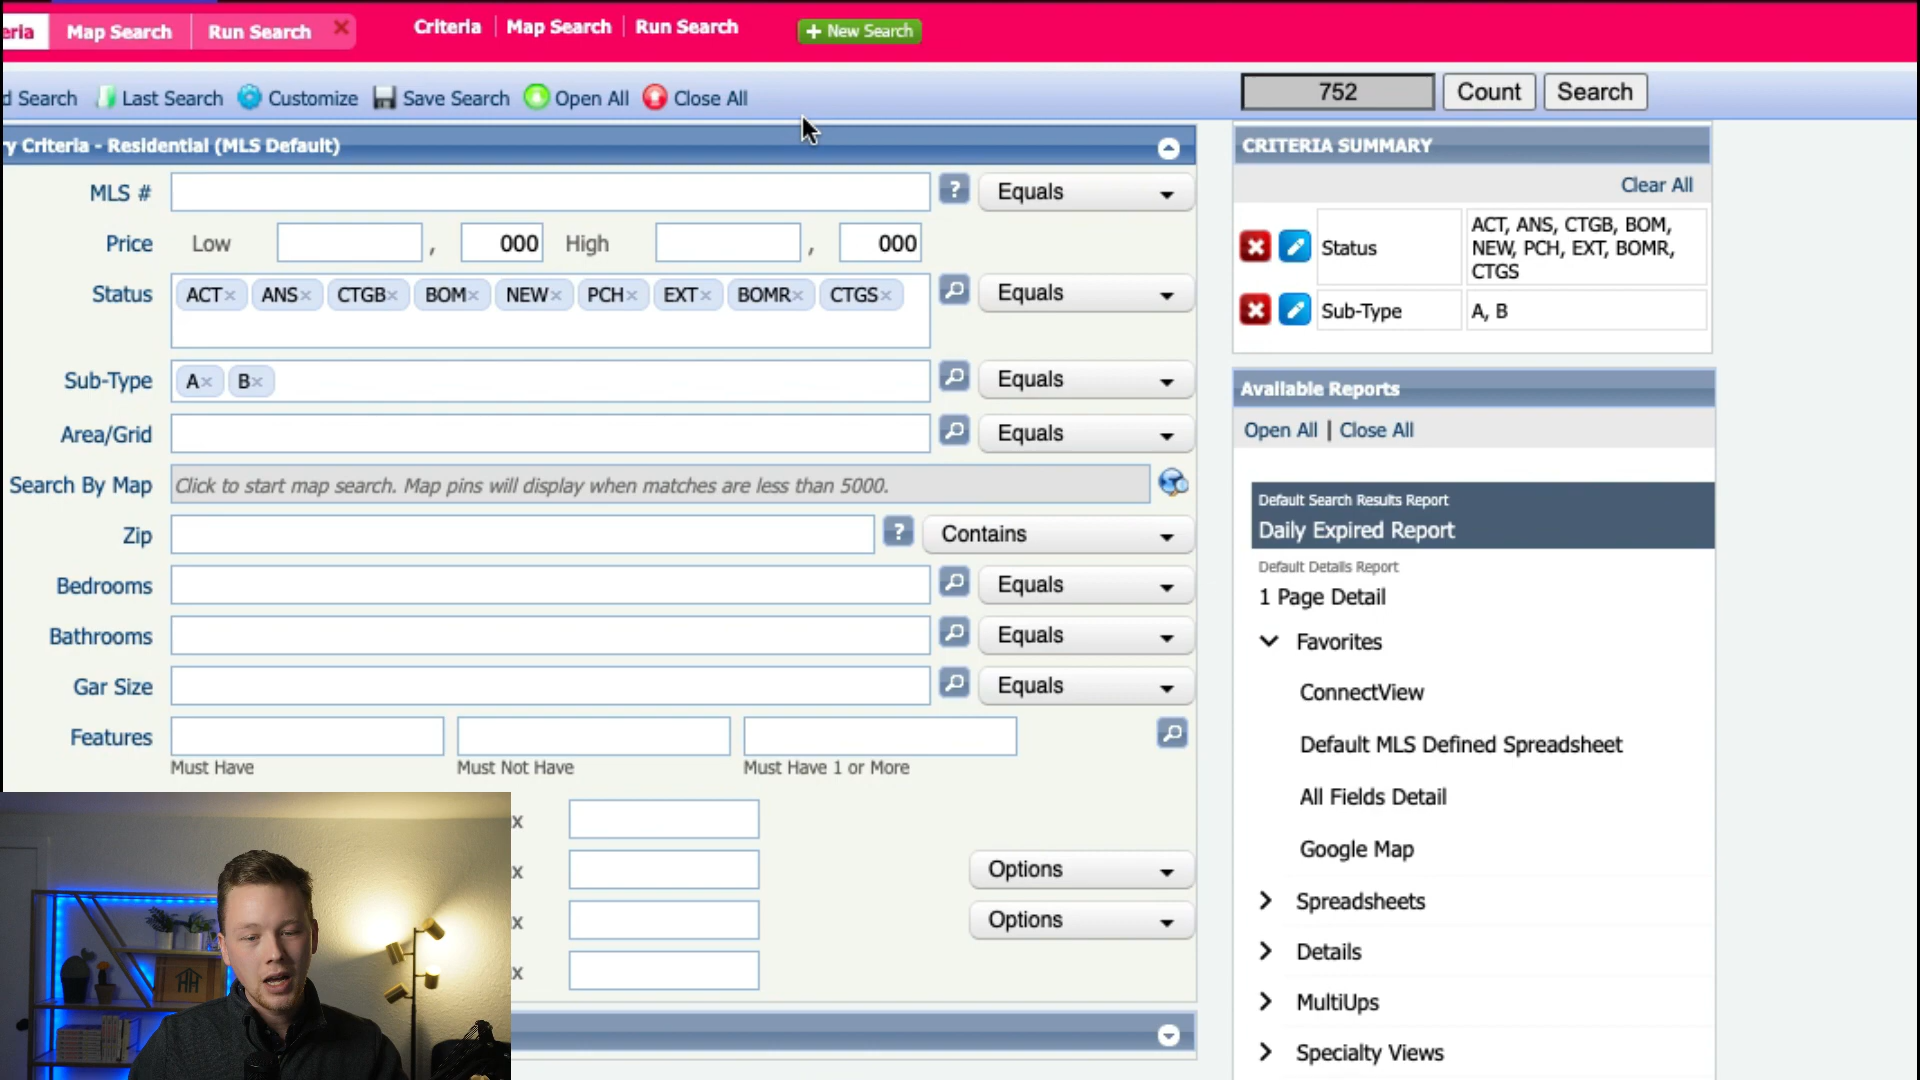 eria Map Search Run Search × Criteria Map Search Run Search + New Search
d Search Last Search Customize Save Search Open All Close All 752 Count Search
y Criteria - Residential (MLS Default)
MLS # ? Equals
Price Low , 000 High , 000
Status ACT× ANS× CTGB× BOM× NEW× PCH× EXT× BOMR× CTGS× Equals
Sub-Type A× B× Equals
Area/Grid Equals
Search By Map Click to start map search. Map pins will display when matches are less than 5000.
Zip ? Contains
Bedrooms Equals
Bathrooms Equals
Gar Size Equals
Features
Must Have Must Not Have Must Have 1 or More
x
x Options
x Options
x
CRITERIA SUMMARY
Clear All
Status ACT, ANS, CTGB, BOM,
NEW, PCH, EXT, BOMR,
CTGS
Sub-Type A, B
Available Reports
Open All | Close All
Default Search Results Report
Daily Expired Report
Default Details Report
1 Page Detail
Favorites
ConnectView
Default MLS Defined Spreadsheet
All Fields Detail
Google Map
Spreadsheets
Details
MultiUps
Specialty Views